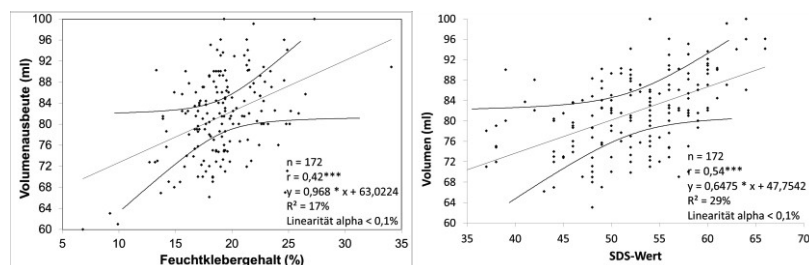 Volumenausbeute (ml)
100
96
92
88
84
80
76
72
68
64
60
5
15
25
35
Feuchtklebergehalt (%)
n = 172
r = 0,42***
y = 0,968 * x + 63,0224
R² = 17%
Linearität alpha < 0,1%
Volumen (ml)
100
96
92
88
84
80
76
72
68
64
60
35
40
45
50
55
60
65
70
SDS-Wert
n = 172
r = 0,54***
y = 0,6475 * x + 47,7542
R² = 29%
Linearität alpha < 0,1%